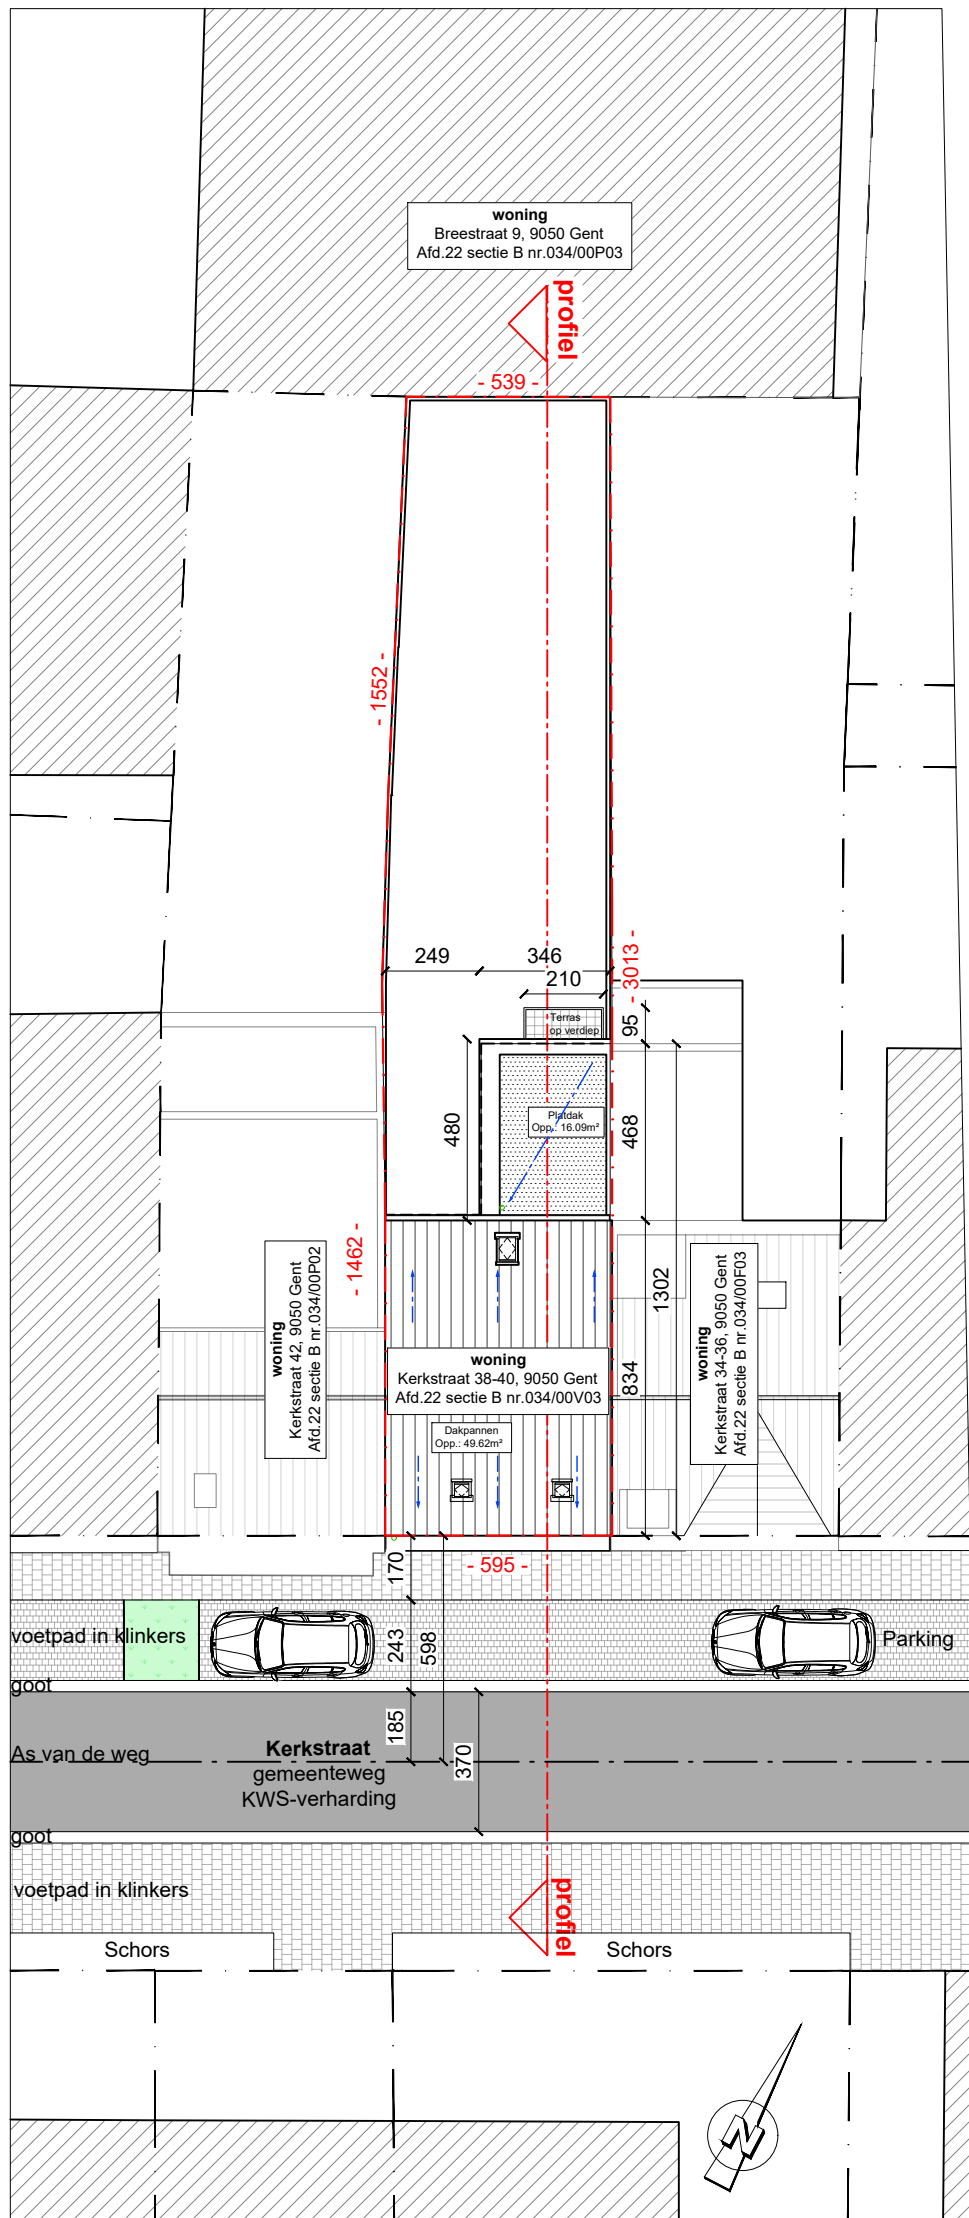 woning
Breestraat 9, 9050 Gent
Afd.22 sectie B nr.034/00P03
profiel
- 539 -
- 1552 -
249
346
- 3013 -
210
95
Terras
op verdiep
480
Platdak
Opp.: 16.09m²
468
- 1462 -
1302
woning
Kerkstraat 42, 9050 Gent
Afd.22 sectie B nr.034/00P02
woning
Kerkstraat 38-40, 9050 Gent
Afd.22 sectie B nr.034/00V03
834
woning
Kerkstraat 34-36, 9050 Gent
Afd.22 sectie B nr.034/00F03
Dakpannen
Opp.: 49.62m²
170
- 595 -
voetpad in klinkers
243
598
Parking
goot
185
As van de weg
Kerkstraat
gemeenteweg
KWS-verharding
370
goot
voetpad in klinkers
profiel
Schors
Schors
N